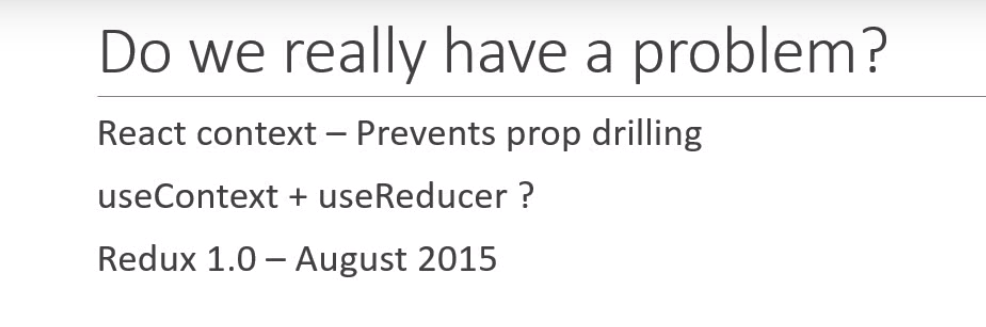 Do we really have a problem?
React context – Prevents prop drilling
useContext + useReducer ?
Redux 1.0 – August 2015